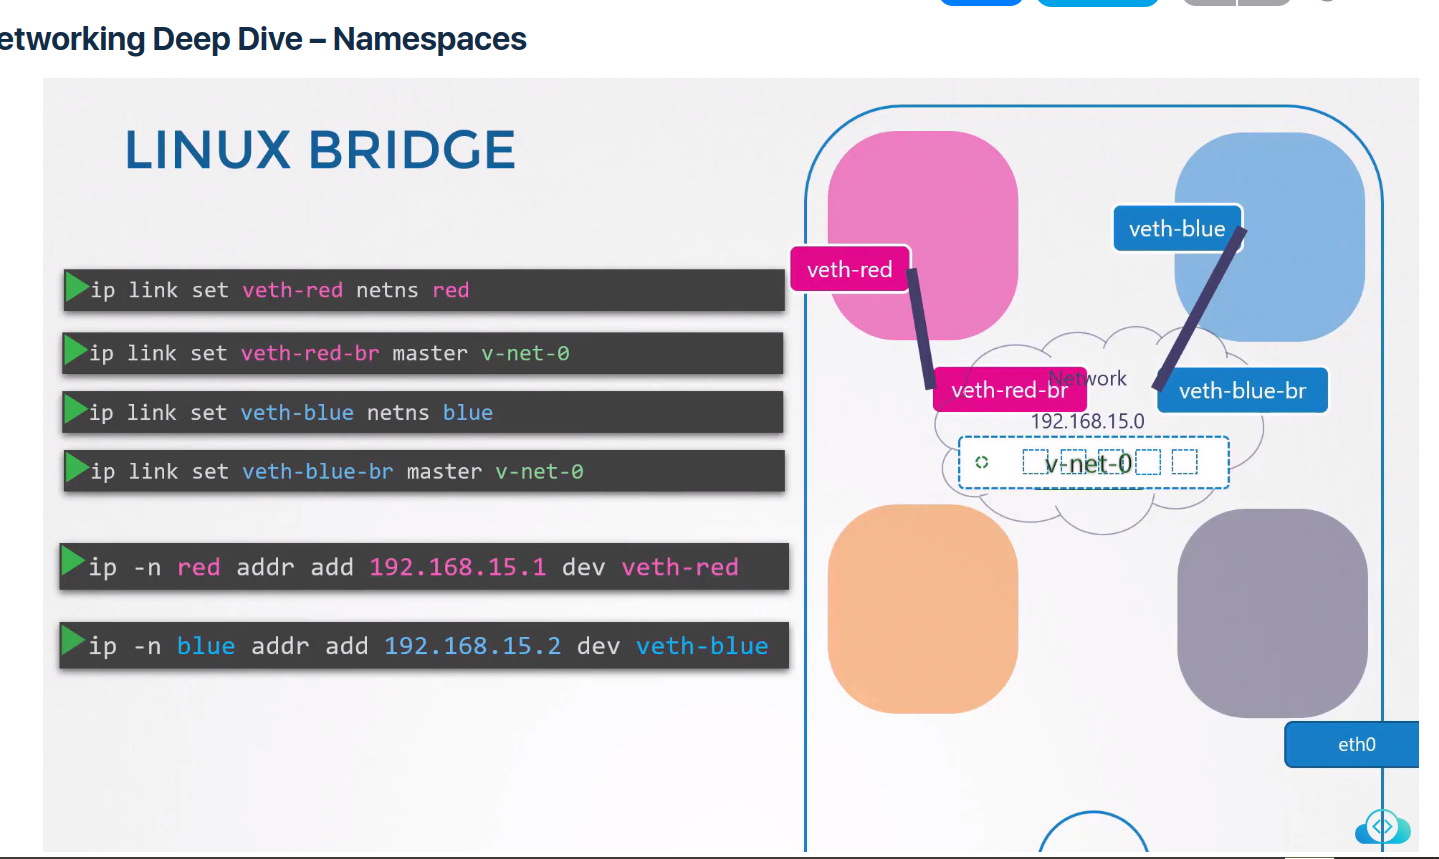 etworking Deep Dive – Namespaces
LINUX BRIDGE
ip link set veth-red netns red
ip link set veth-red-br master v-net-0
ip link set veth-blue netns blue
ip link set veth-blue-br master v-net-0
ip -n red addr add 192.168.15.1 dev veth-red
ip -n blue addr add 192.168.15.2 dev veth-blue
veth-blue
veth-red
Network
veth-red-br
veth-blue-br
192.168.15.0
v-net-0
eth0